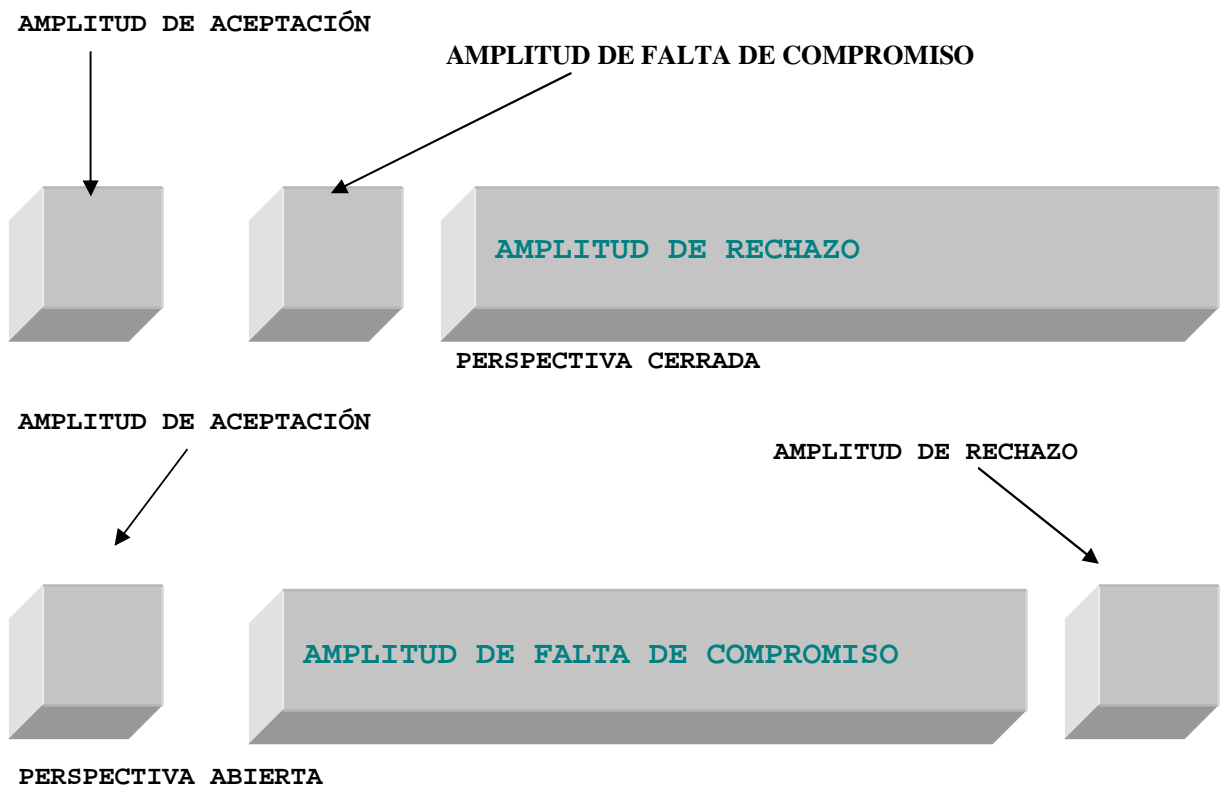 AMPLITUD DE ACEPTACIÓN
AMPLITUD DE FALTA DE COMPROMISO
AMPLITUD DE RECHAZO
PERSPECTIVA CERRADA
AMPLITUD DE ACEPTACIÓN
AMPLITUD DE RECHAZO
AMPLITUD DE FALTA DE COMPROMISO
PERSPECTIVA ABIERTA